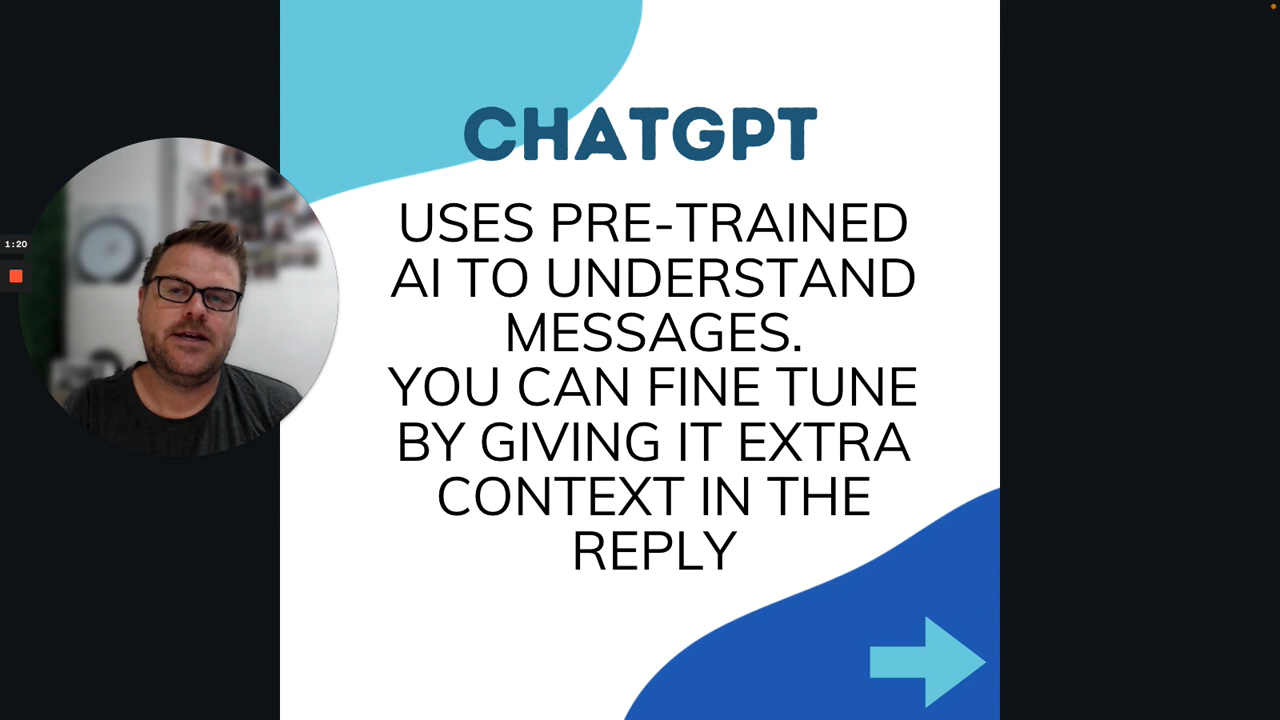 CHATGPT
USES PRE-TRAINED
AI TO UNDERSTAND
MESSAGES.
YOU CAN FINE TUNE
BY GIVING IT EXTRA
CONTEXT IN THE
REPLY
1:20